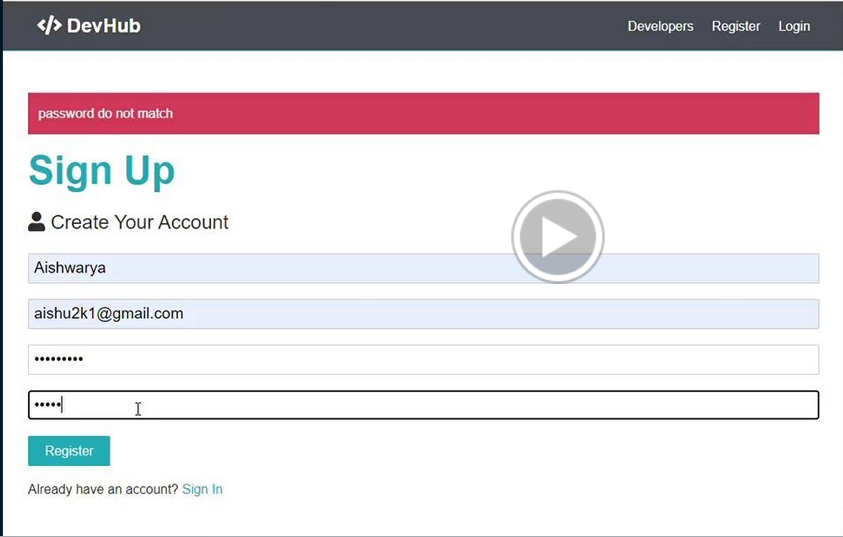 </> DevHub
Developers Register Login
password do not match
Sign Up
Create Your Account
Aishwarya
aishu2k1@gmail.com
•••••••••
•••••
Register
Already have an account? Sign In